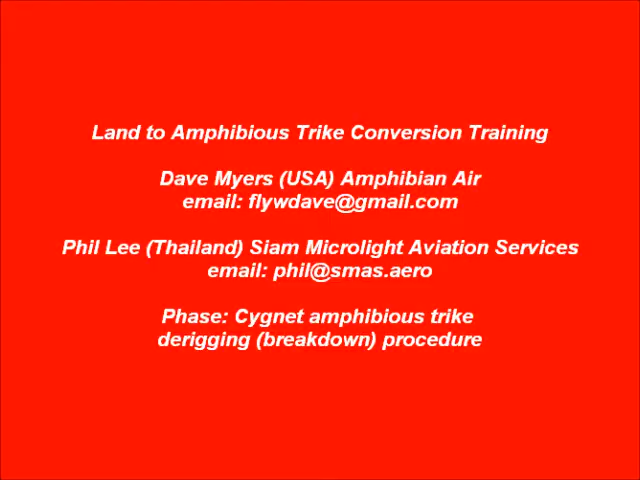 Land to Amphibious Trike Conversion Training
Dave Myers (USA) Amphibian Air
email: flywdave@gmail.com
Phil Lee (Thailand) Siam Microlight Aviation Services
email: phil@smas.aero
Phase: Cygnet amphibious trike
derigging (breakdown) procedure